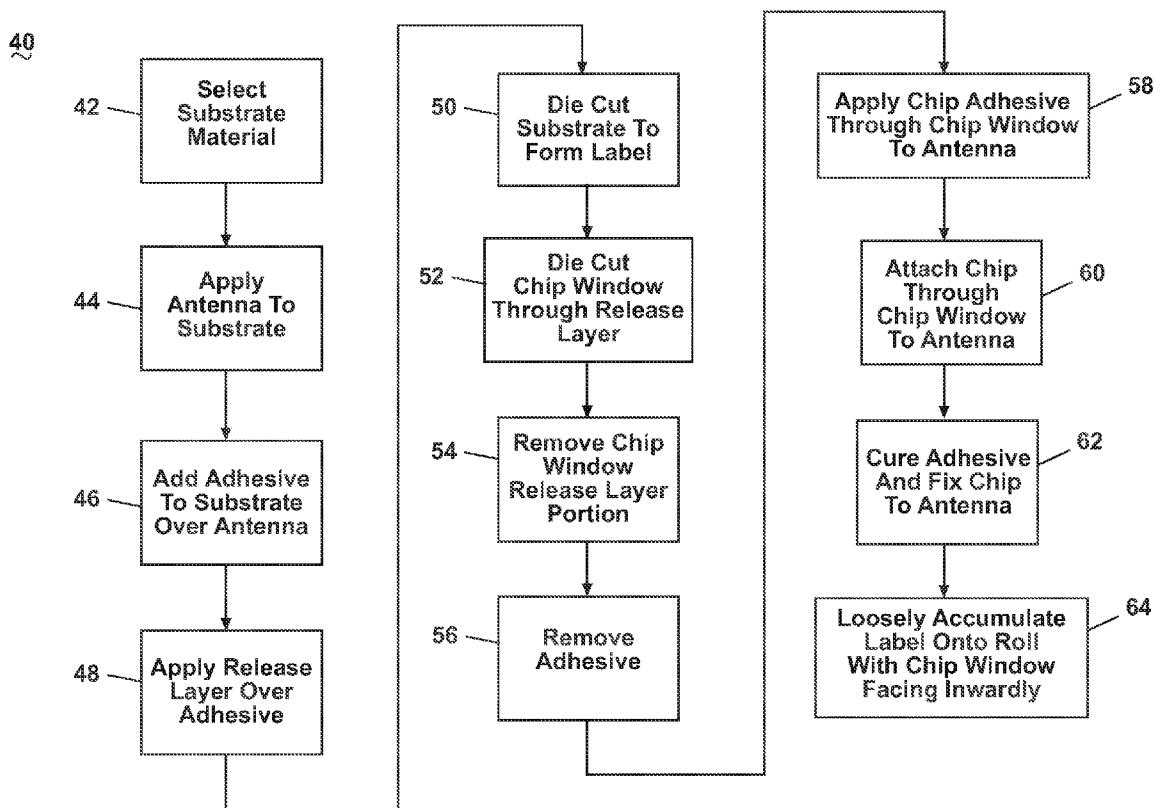 40
42
Select
Substrate
Material
44
Apply
Antenna To
Substrate
46
Add Adhesive
To Substrate
Over Antenna
48
Apply Release
Layer Over
Adhesive
50
Die Cut
Substrate To
Form Label
52
Die Cut
Chip Window
Through Release
Layer
54
Remove Chip
Window
Release Layer
Portion
56
Remove
Adhesive
58
Apply Chip Adhesive
Through Chip Window
To Antenna
60
Attach Chip
Through
Chip Window
To Antenna
62
Cure Adhesive
And Fix Chip
To Antenna
64
Loosely Accumulate
Label Onto Roll
With Chip Window
Facing Inwardly